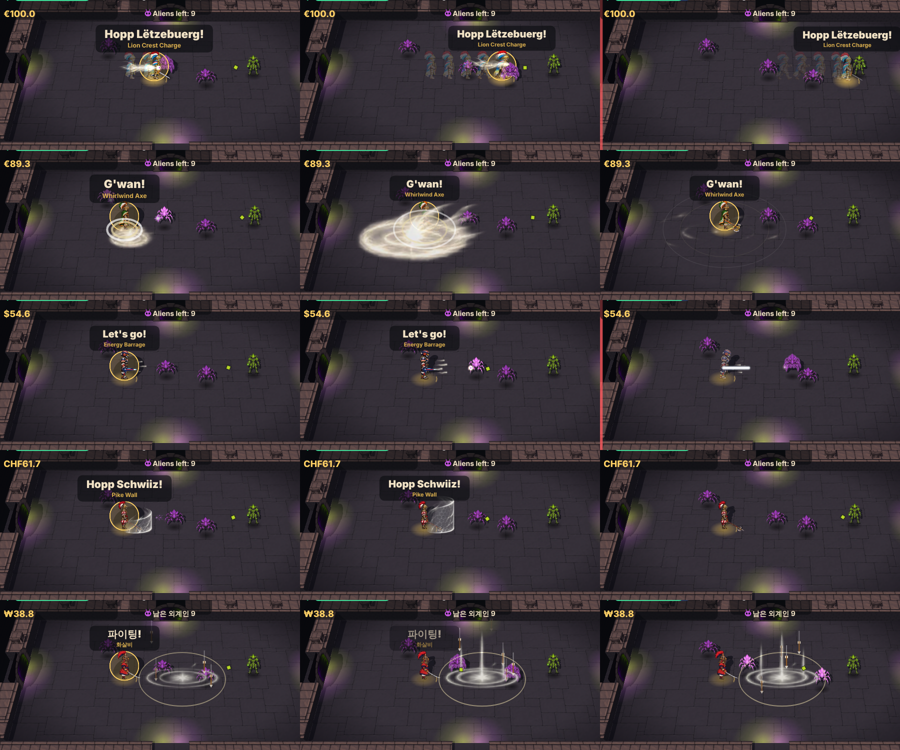 €100.0
Aliens left: 9
Hopp Lëtzebuerg!
Lion Crest Charge
€100.0
Aliens left: 9
Hopp Lëtzebuerg!
Lion Crest Charge
€100.0
Aliens left: 9
Hopp Lëtzebuerg!
Lion Crest Charge
€89.3
Aliens left: 9
G'wan!
Whirlwind Axe
€89.3
Aliens left: 9
G'wan!
Whirlwind Axe
€89.3
Aliens left: 9
G'wan!
Whirlwind Axe
$54.6
Aliens left: 9
Let's go!
Energy Barrage
$54.6
Aliens left: 9
Let's go!
Energy Barrage
$54.6
Aliens left: 9
CHF61.7
Aliens left: 9
Hopp Schwiiz!
Pike Wall
CHF61.7
Aliens left: 9
Hopp Schwiiz!
Pike Wall
CHF61.7
Aliens left: 9
₩38.8
남은 외계인 9
파이팅!
화살비
₩38.8
남은 외계인 9
파이팅!
화살비
₩38.8
남은 외계인 9